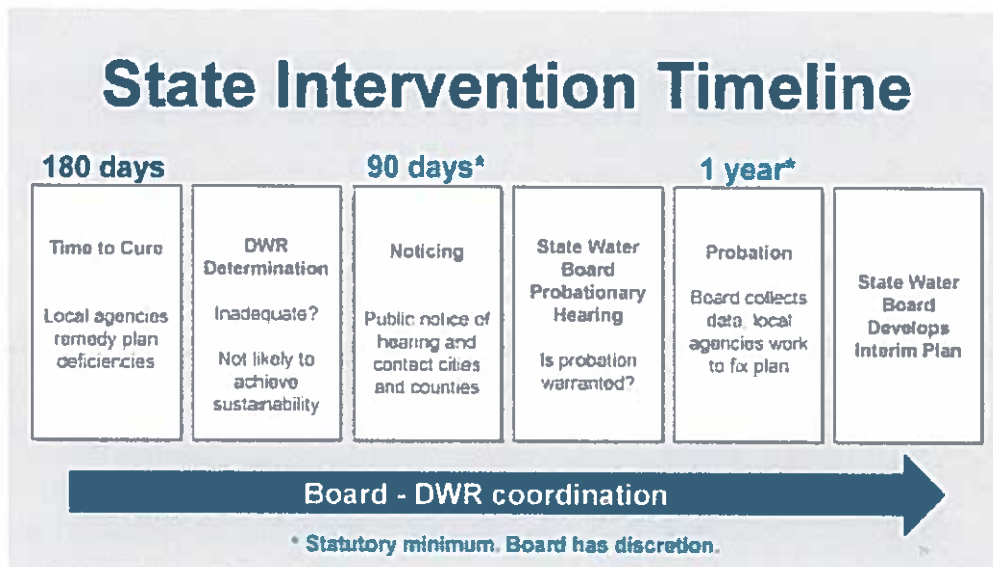 State Intervention Timeline
180 days
90 days*
1 year*
Time to Cure
Local agencies
remedy plan
deficiencies
DWR
Determination
Inadequate?
Not likely to
achieve
sustainability
Noticing
Public notice of
hearing and
contact cities
and counties
State Water
Board
Probationary
Hearing
Is probation
warranted?
Probation
Board collects
data, local
agencies work
to fix plan
State Water
Board
Develops
Interim Plan
Board - DWR coordination
* Statutory minimum. Board has discretion.